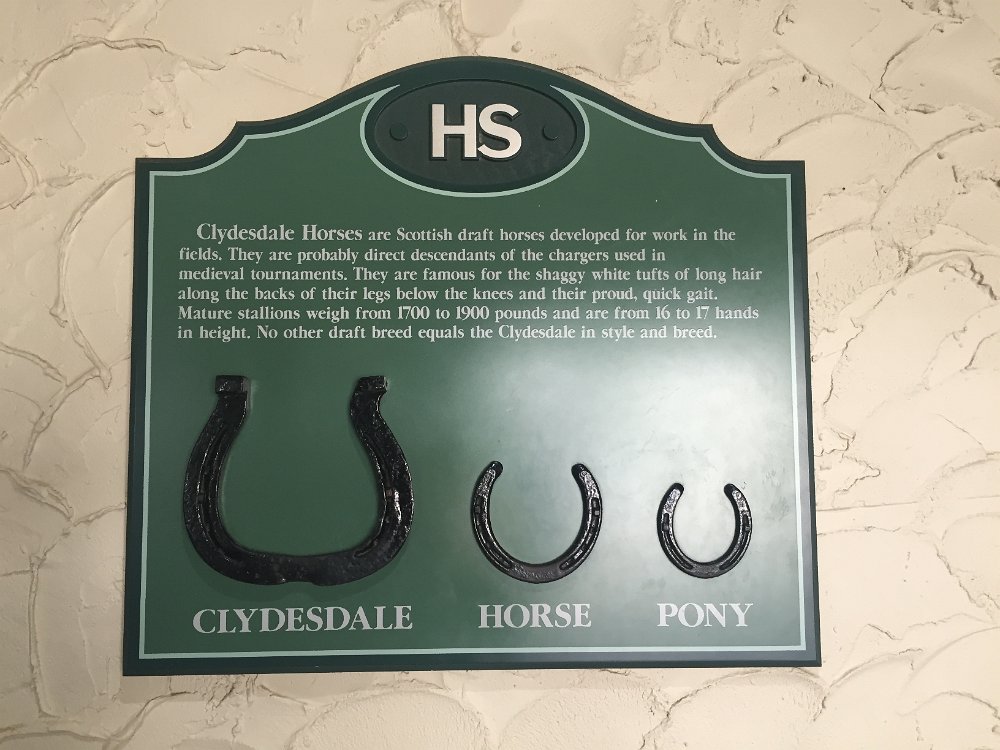 HS
Clydesdale Horses are Scottish draft horses developed for work in the
fields. They are probably direct descendants of the chargers used in
medieval tournaments. They are famous for the shaggy white tufts of long hair
along the backs of their legs below the knees and their proud, quick gait.
Mature stallions weigh from 1700 to 1900 pounds and are from 16 to 17 hands
in height. No other draft breed equals the Clydesdale in style and breed.
CLYDESDALE HORSE PONY